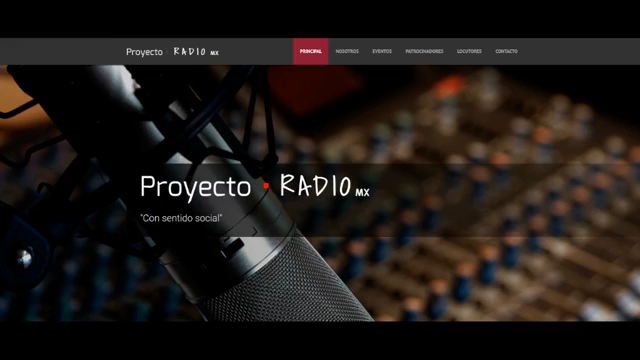 Proyecto RADIO MX
PRINCIPAL NOSOTROS EVENTOS PATROCINADORES LOCUTORES CONTACTO
Proyecto • RADIO MX
"Con sentido social"